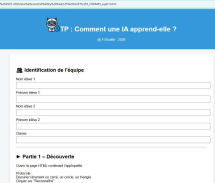 TP : Comment une IA apprend-elle ?
Identification de l'équipe
Nom élève 1
Prénom élève 1
Nom élève 2
Prénom élève 2
Classe
► Partie 1 – Découverte
Ouvrir la page HTML contenant l'applet
Protocole :
Dessiner librement un carré, un cercle, un triangle
Cliquer sur "Reconnaître"